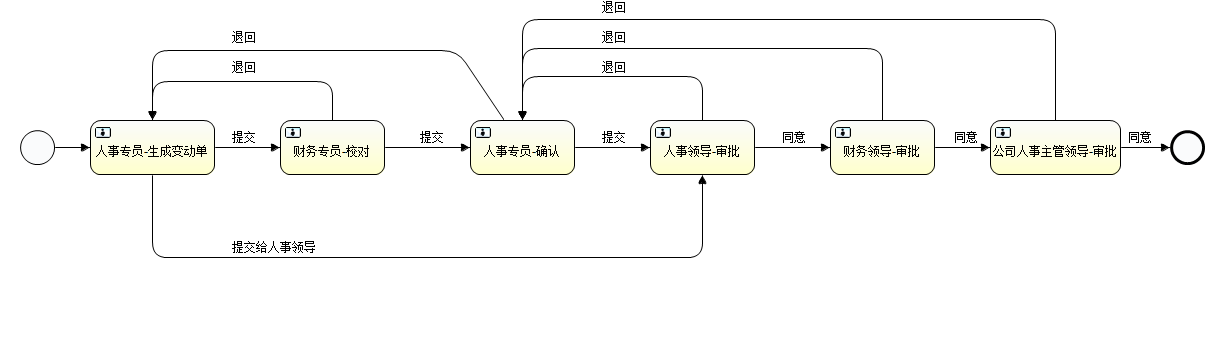 退回
退回
退回
退回
退回
提交
提交
提交
同意
同意
同意
人事专员-生成变动单
财务专员-核对
人事专员-确认
人事领导-审批
财务领导-审批
公司人事主管领导-审批
提交给人事领导